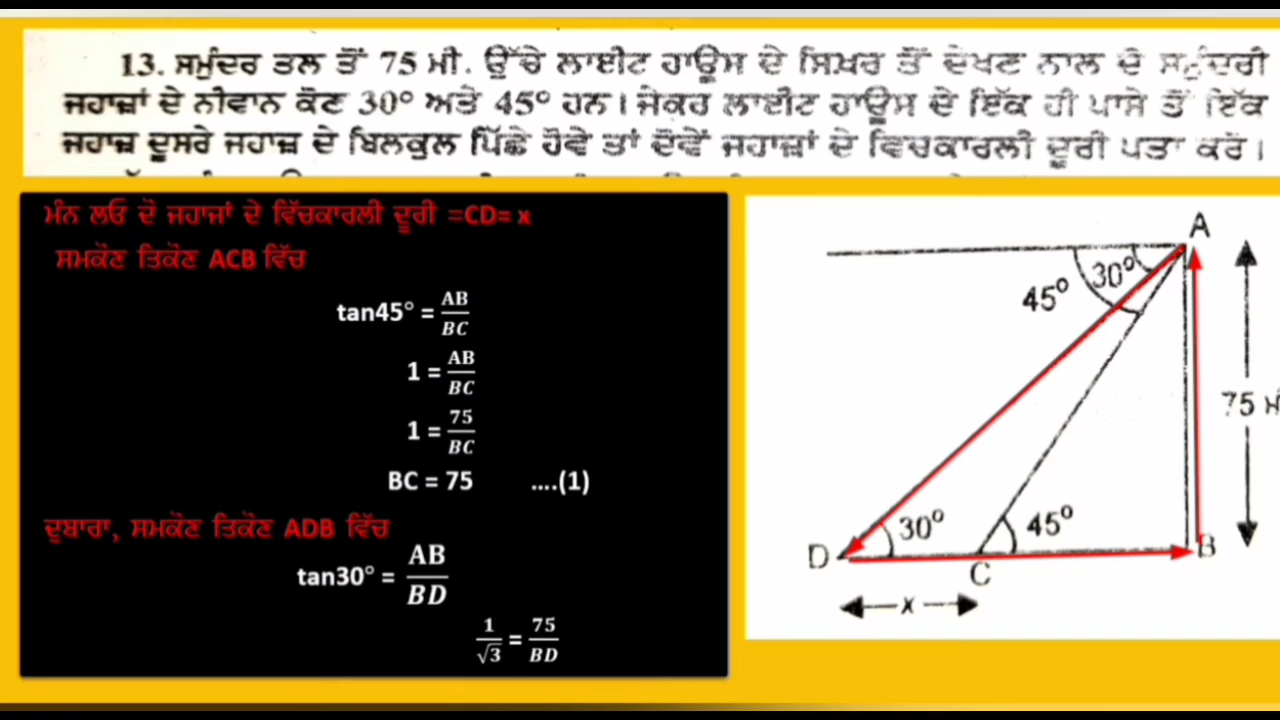 13. ਸਮੁੰਦਰ ਤਲ ਤੋਂ 75 ਮੀ. ਉੱਚੇ ਲਾਈਟ ਹਾਊਸ ਦੇ ਸਿਖ਼ਰ ਤੋਂ ਦੇਖਣ ਨਾਲ ਦੋ ਸਮੁੰਦਰੀ
ਜਹਾਜ਼ਾਂ ਦੇ ਨੀਵਾਨ ਕੋਣ 30° ਅਤੇ 45° ਹਨ। ਜੇਕਰ ਲਾਈਟ ਹਾਊਸ ਦੇ ਇੱਕ ਹੀ ਪਾਸੇ ਤੋਂ ਇੱਕ
ਜਹਾਜ਼ ਦੂਸਰੇ ਜਹਾਜ਼ ਦੇ ਬਿਲਕੁਲ ਪਿੱਛੇ ਹੋਵੇ ਤਾਂ ਦੋਵੇਂ ਜਹਾਜ਼ਾਂ ਦੇ ਵਿਚਕਾਰਲੀ ਦੂਰੀ ਪਤਾ ਕਰੋ।
ਮੰਨ ਲਓ ਦੋ ਜਹਾਜਾਂ ਦੇ ਵਿੱਚਕਾਰਲੀ ਦੂਰੀ =CD= x
ਸਮਕੋਣ ਤਿਕੋਣ ACB ਵਿੱਚ
tan45° = AB/BC
1 = AB/BC
1 = 75/BC
BC = 75 ....(1)
ਦੁਬਾਰਾ, ਸਮਕੋਣ ਤਿਕੋਣ ADB ਵਿੱਚ
tan30° = AB/BD
1/√3 = 75/BD
A
30°
45°
75 ਮੀ
30°
45°
D
C
B
x